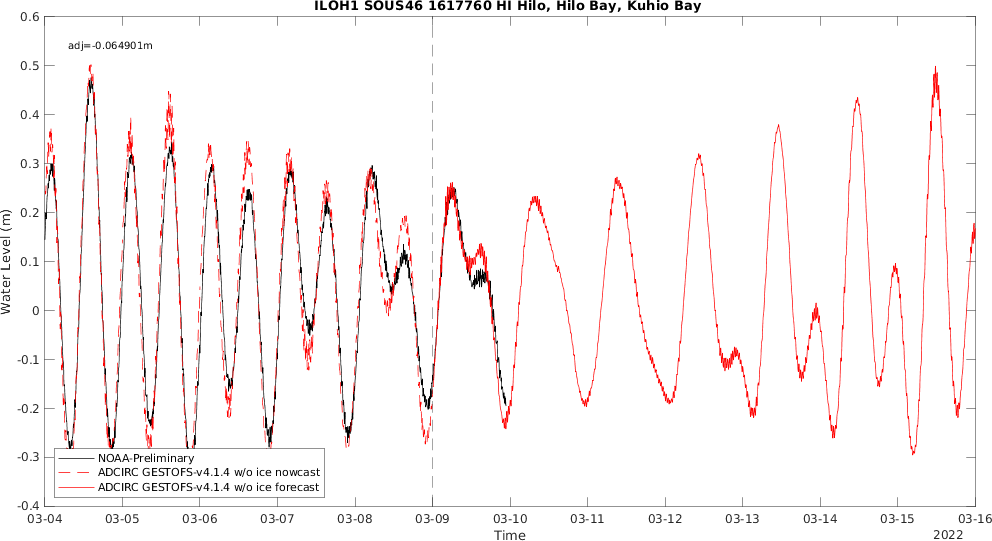 ILOH1 SOUS46 1617760 HI Hilo, Hilo Bay, Kuhio Bay
0.6
adj=-0.064901m
0.5
0.4
0.3
0.2
0.1
0
-0.1
-0.2
-0.3
-0.4
Water Level (m)
NOAA-Preliminary
ADCIRC GESTOFS-v4.1.4 w/o ice nowcast
ADCIRC GESTOFS-v4.1.4 w/o ice forecast
03-04 03-05 03-06 03-07 03-08 03-09 03-10 03-11 03-12 03-13 03-14 03-15 03-16
Time
2022